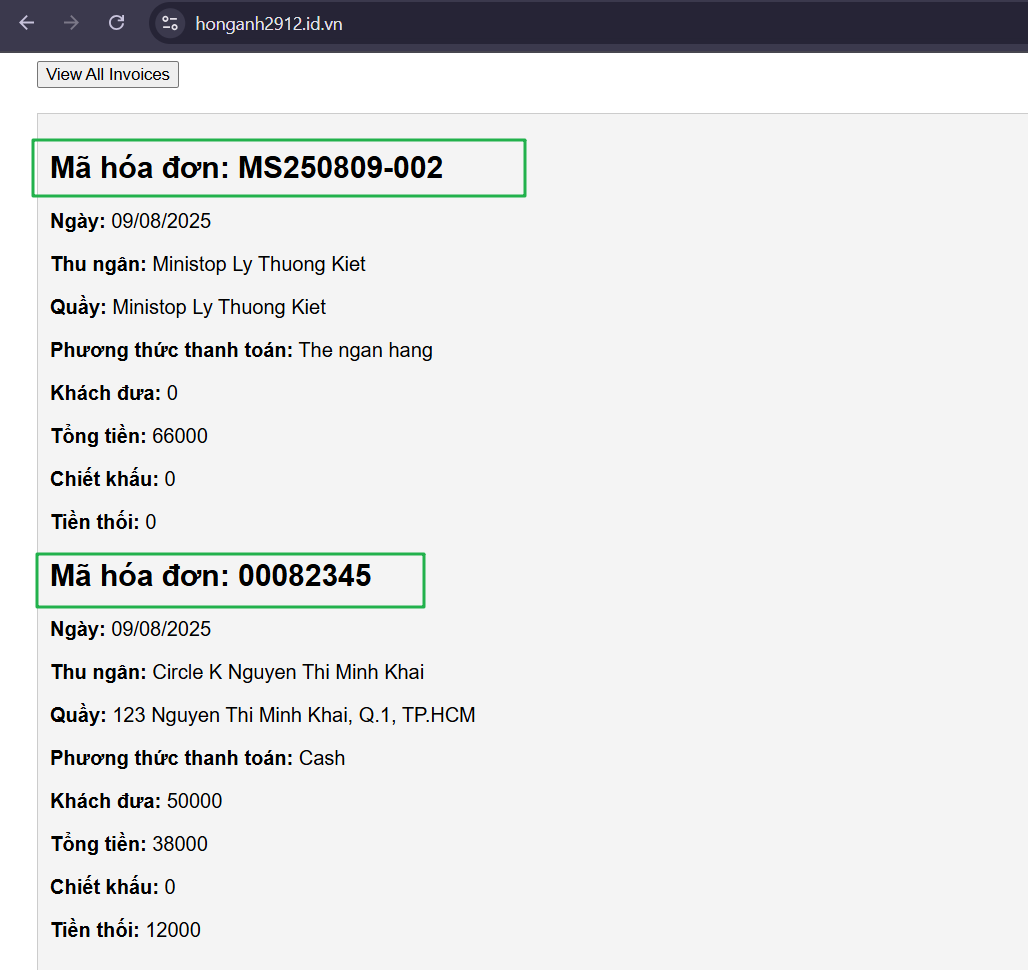 honganh2912.id.vn
View All Invoices
Mã hóa đơn: MS250809-002
Ngày: 09/08/2025
Thu ngân: Ministop Ly Thuong Kiet
Quầy: Ministop Ly Thuong Kiet
Phương thức thanh toán: The ngan hang
Khách đưa: 0
Tổng tiền: 66000
Chiết khấu: 0
Tiền thối: 0
Mã hóa đơn: 00082345
Ngày: 09/08/2025
Thu ngân: Circle K Nguyen Thi Minh Khai
Quầy: 123 Nguyen Thi Minh Khai, Q.1, TP.HCM
Phương thức thanh toán: Cash
Khách đưa: 50000
Tổng tiền: 38000
Chiết khấu: 0
Tiền thối: 12000